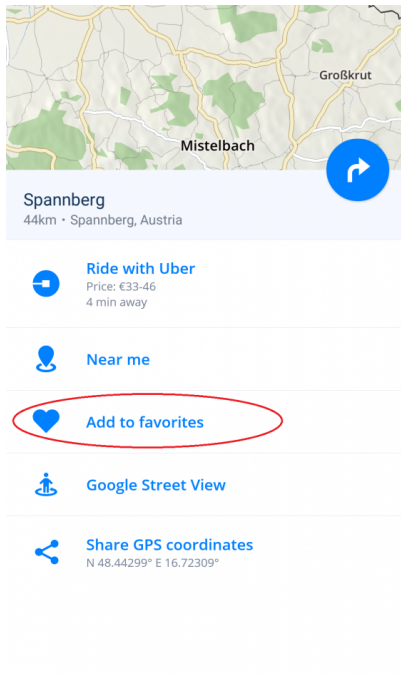 Großkrut
Mistelbach
Spannberg
44km · Spannberg, Austria
Ride with Uber
Price: €33-46
4 min away
Near me
Add to favorites
Google Street View
Share GPS coordinates
N 48.44299° E 16.72309°